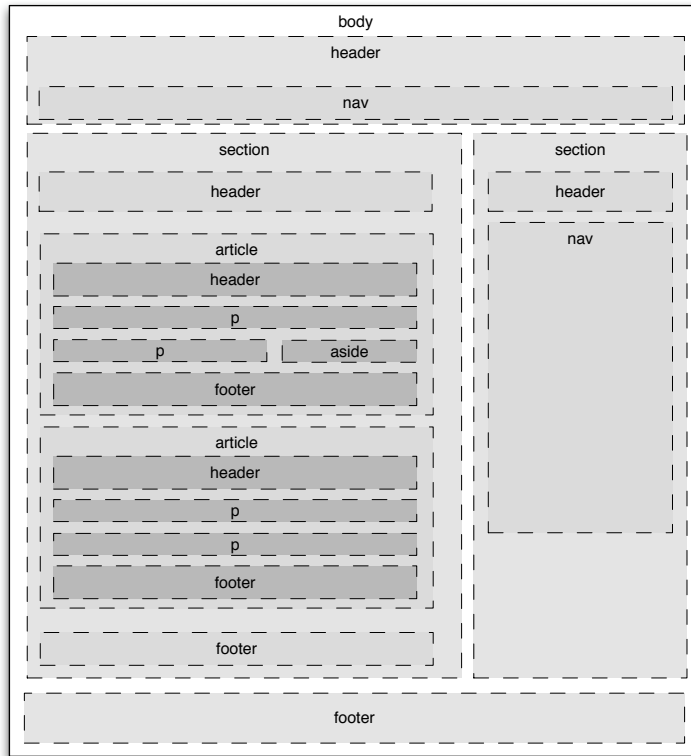 body
header
nav
section
header
article
header
p
p
aside
footer
article
header
p
p
footer
footer
section
header
nav
footer